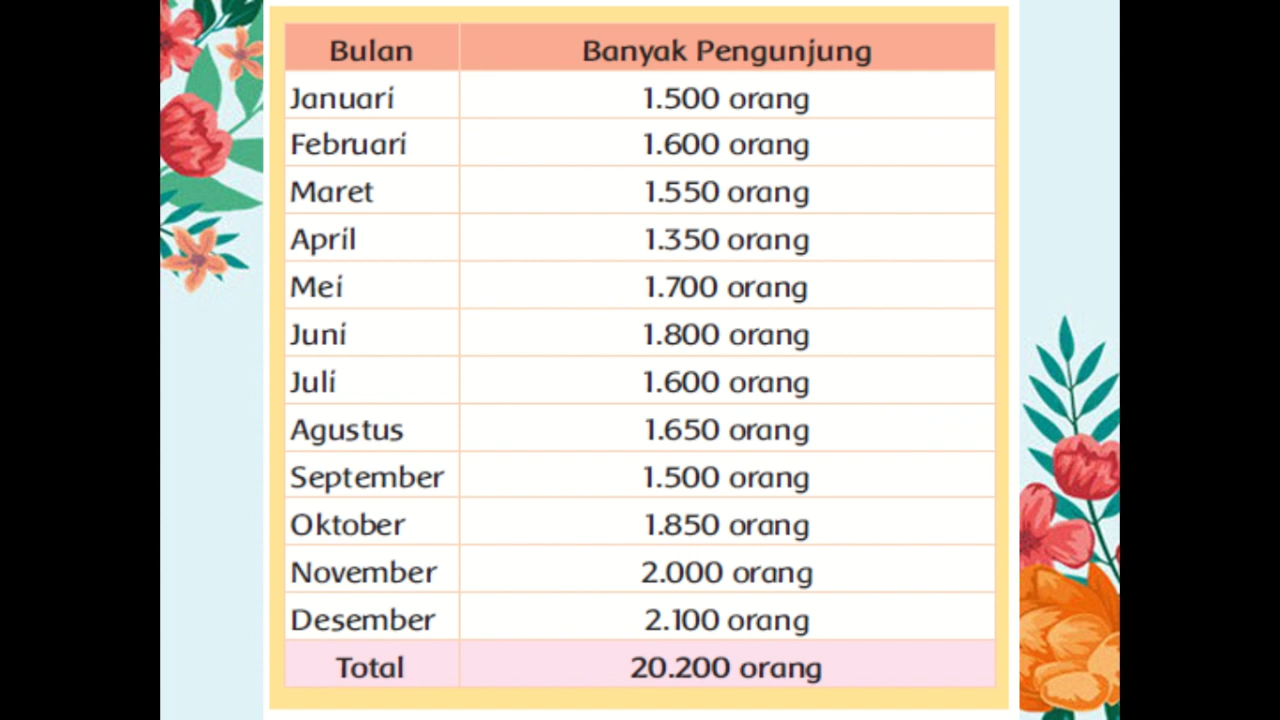 Bulan Banyak Pengunjung
Januari 1.500 orang
Februari 1.600 orang
Maret 1.550 orang
April 1.350 orang
Mei 1.700 orang
Juni 1.800 orang
Juli 1.600 orang
Agustus 1.650 orang
September 1.500 orang
Oktober 1.850 orang
November 2.000 orang
Desember 2.100 orang
Total 20.200 orang